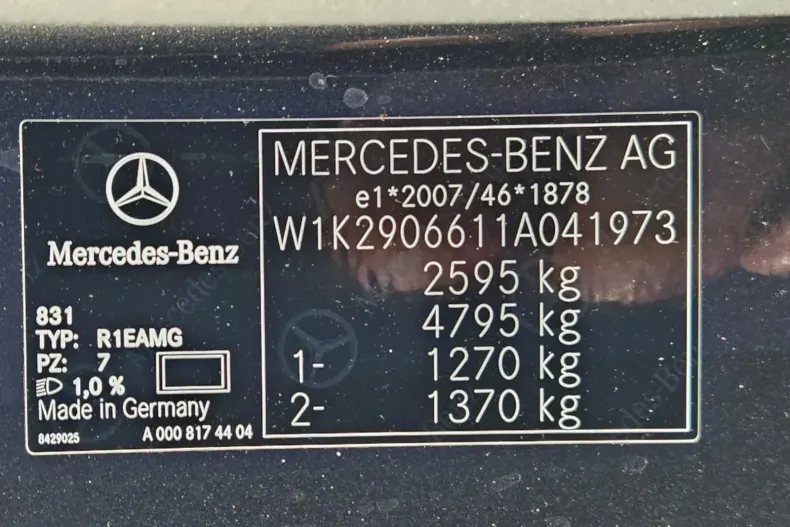 Mercedes-Benz
831
TYP: R1EAMG
PZ: 7
1,0 %
Made in Germany
8429025 A 000 817 44 04
MERCEDES-BENZ AG
e1*2007/46*1878
W1K2906611A041973
2595 kg
4795 kg
1- 1270 kg
2- 1370 kg